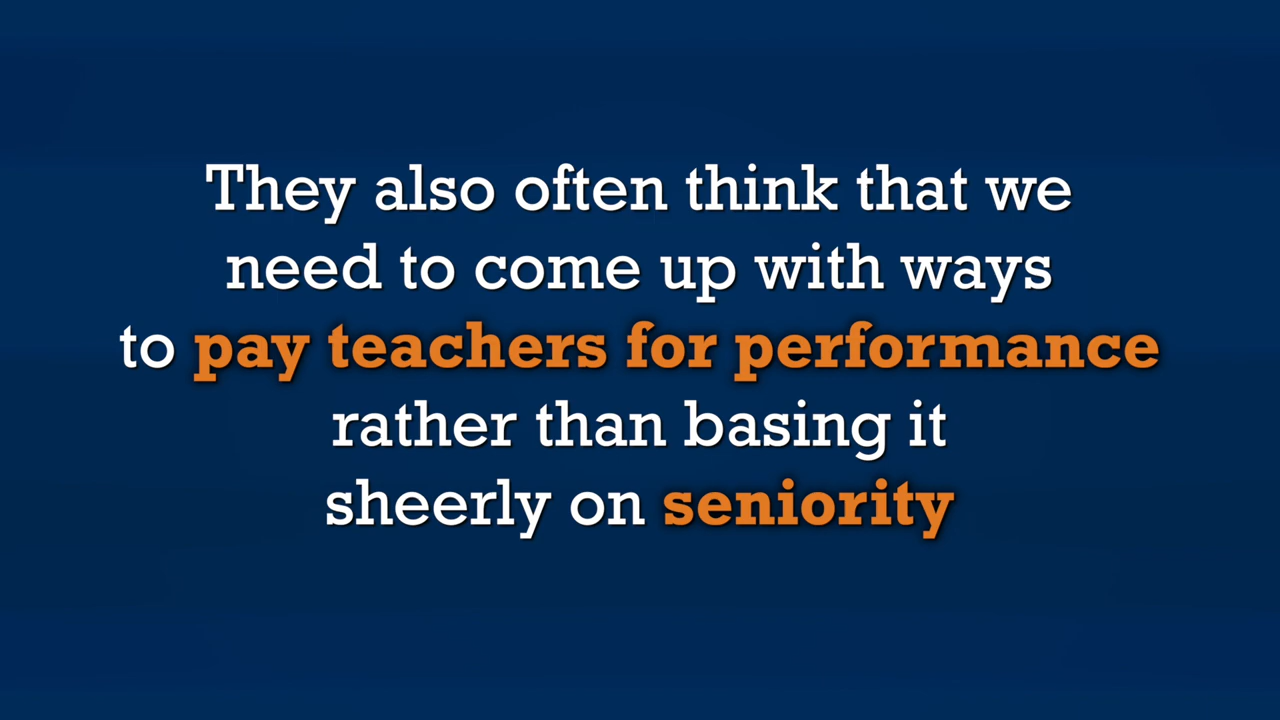 They also often think that we
need to come up with ways
to pay teachers for performance
rather than basing it
sheerly on seniority